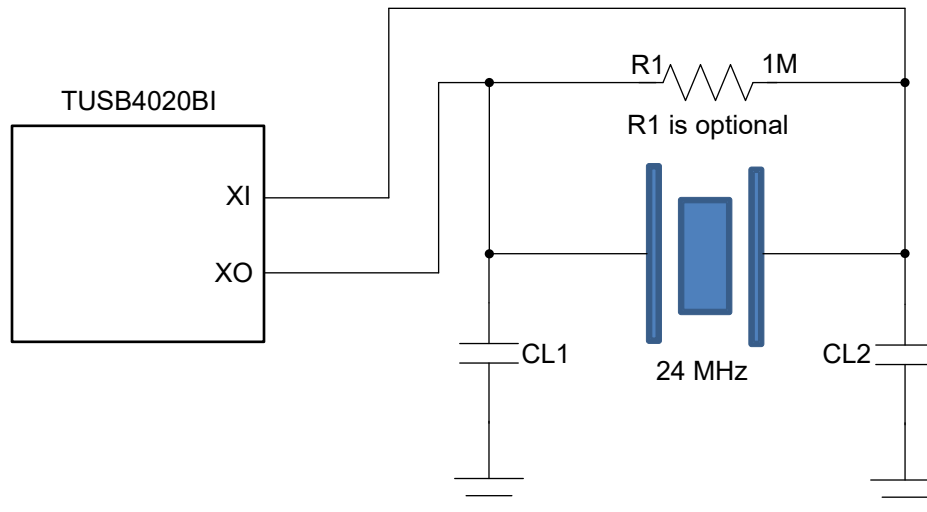 R1 1M
TUSB4020BI
R1 is optional
XI
XO
CL1
CL2
24 MHz